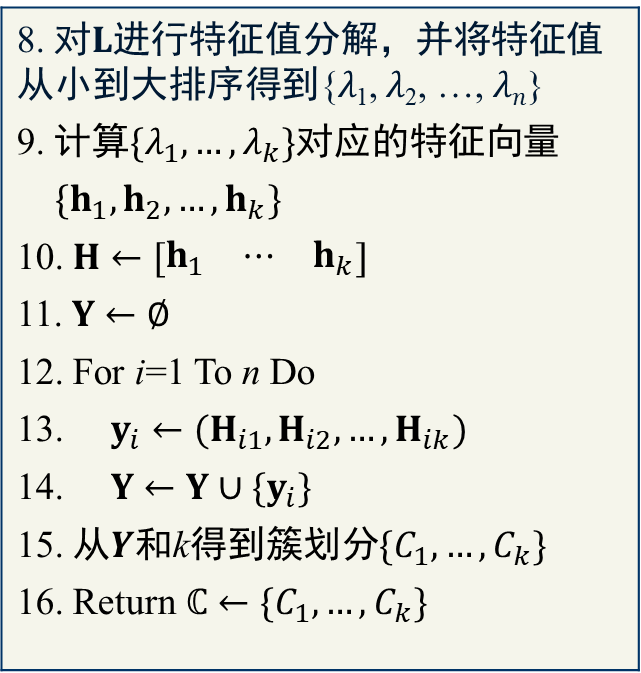 8. 对L进行特征值分解，并将特征值
从小到大排序得到{λ₁, λ₂, …, λₙ}
9. 计算{λ₁, … , λₖ}对应的特征向量
{h₁, h₂, … , hₖ}
10. H ← [h₁ ⋯ hₖ]
11. Y ← ∅
12. For i=1 To n Do
13. yᵢ ← (Hᵢ₁, Hᵢ₂, … , Hᵢₖ)
14. Y ← Y ∪ {yᵢ}
15. 从Y和k得到簇划分{C₁, … , Cₖ}
16. Return ℂ ← {C₁, … , Cₖ}